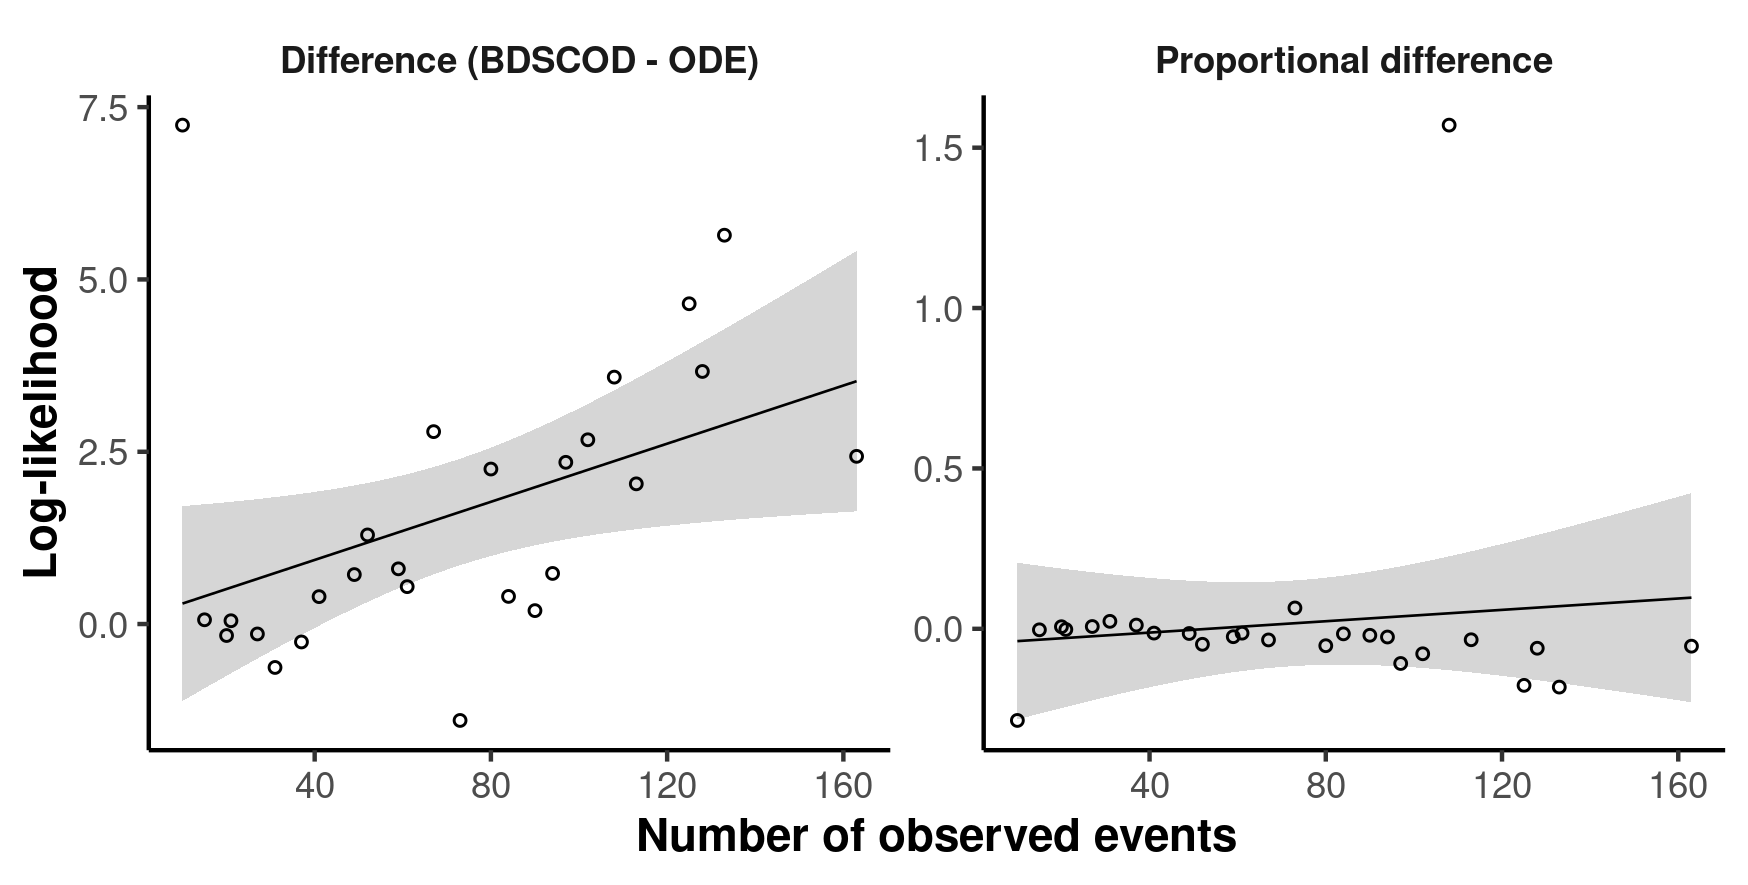 Difference (BDSCOD - ODE)
Proportional difference
Log-likelihood
7.5
5.0
2.5
0.0
1.5
1.0
0.5
0.0
40 80 120 160
40 80 120 160
Number of observed events